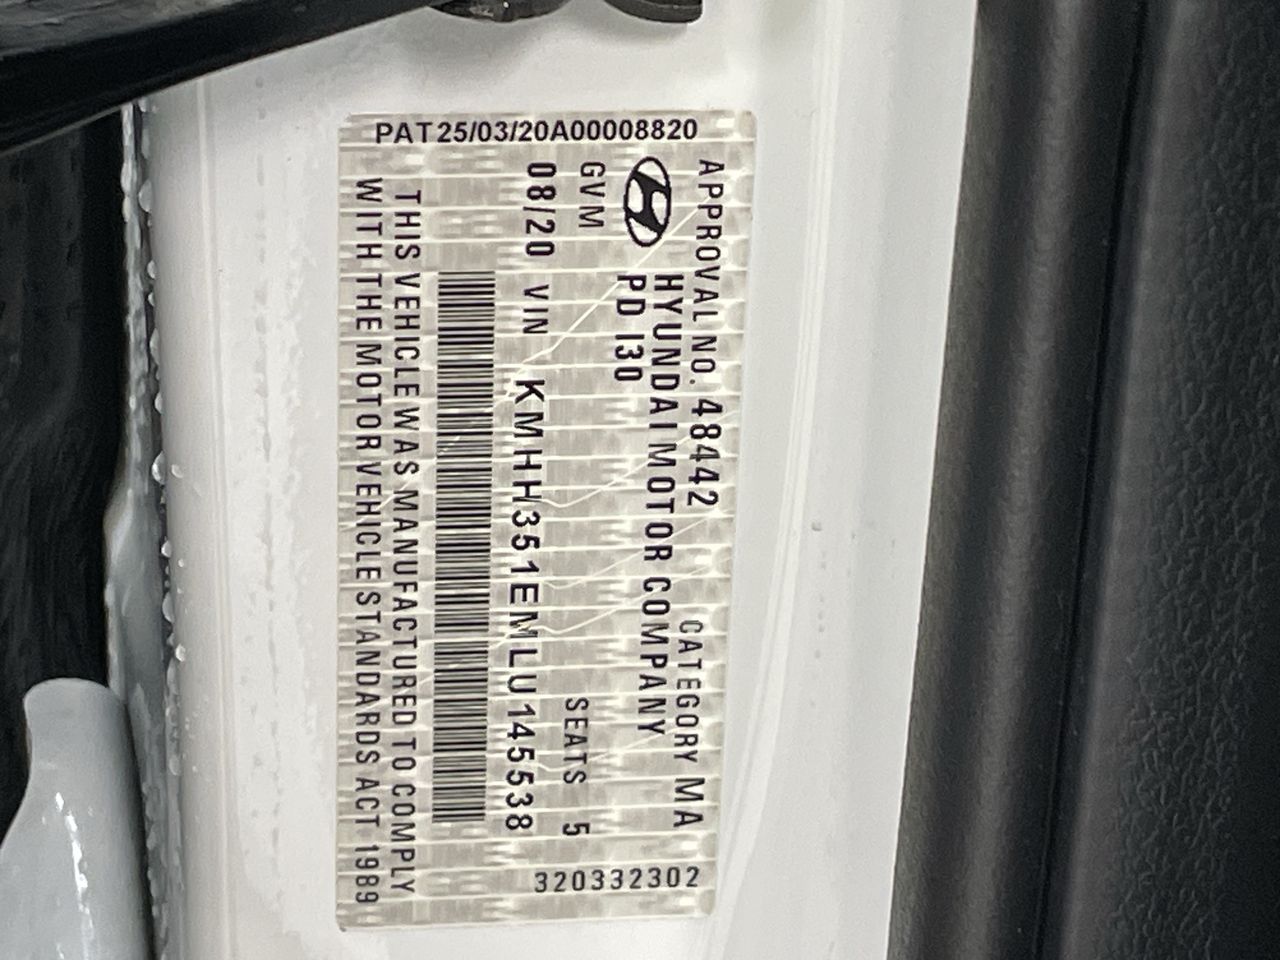 PAT25/03/20A00008820
APPROVAL NO. 48442 CATEGORY MA
HYUNDAI MOTOR COMPANY
PD I30
GVM SEATS 5
08/20 VIN KMHH351EMLU145538
THIS VEHICLE WAS MANUFACTURED TO COMPLY
WITH THE MOTOR VEHICLE STANDARDS ACT 1989
320332302